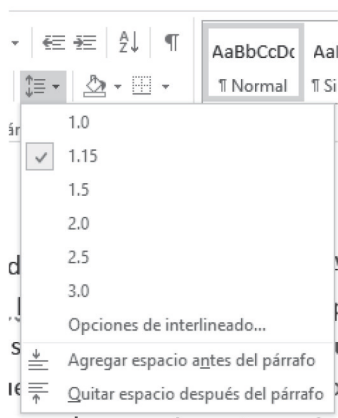 A
Z
¶
AaBbCcDc
¶ Normal
1.0
1.15
1.5
2.0
2.5
3.0
Opciones de interlineado...
Agregar espacio antes del párrafo
Quitar espacio después del párrafo